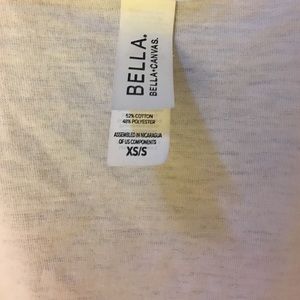 BELLA.
BELLA+CANVAS.
52% COTTON
48% POLYESTER
ASSEMBLED IN NICARAGUA
OF US COMPONENTS
XS/S